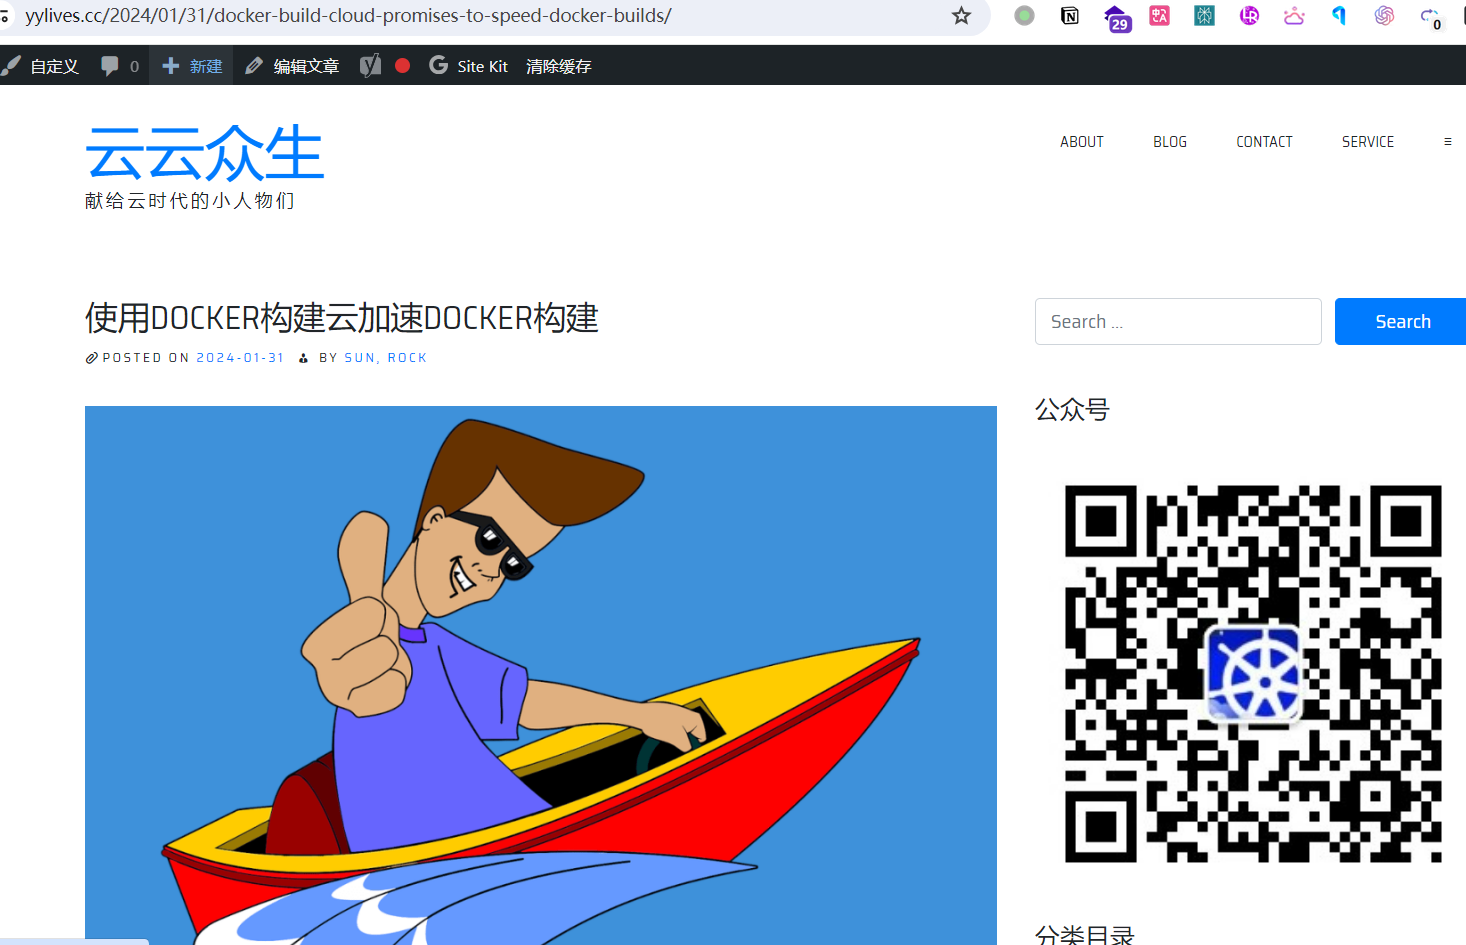 yylives.cc/2024/01/31/docker-build-cloud-promises-to-speed-docker-builds/
29
0
自定义 0 新建 编辑文章 Site Kit 清除缓存
云云众生
献给云时代的小人物们
ABOUT BLOG CONTACT SERVICE
使用DOCKER构建云加速DOCKER构建
POSTED ON 2024-01-31 BY SUN, ROCK
Search ...
Search
公众号
分类目录